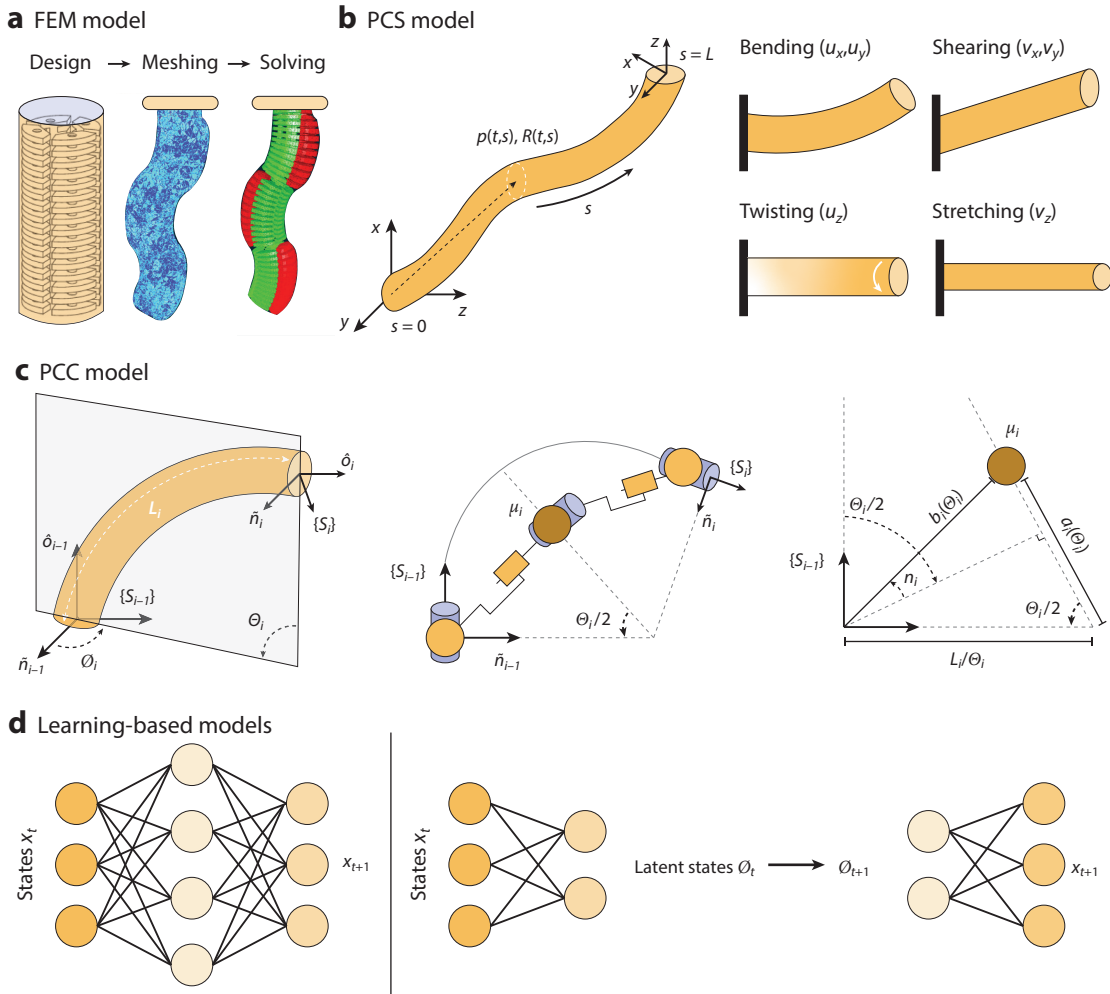 a FEM model
Design → Meshing → Solving
b PCS model
z
s = L
x
y
p(t,s), R(t,s)
s
x
z
y
s = 0
Bending (u_x,u_y)
Shearing (v_x,v_y)
Twisting (u_z)
Stretching (v_z)
c PCC model
L_i
ô_i
ñ_i
{S_i}
ô_{i–1}
{S_{i–1}}
ñ_{i–1}
Ø_i
Θ_i
μ_i
{S_i}
ñ_i
{S_{i–1}}
Θ_i/2
ñ_{i–1}
μ_i
Θ_i/2
b_i(Θ_i)
a_i(Θ_i)
{S_{i–1}}
n_i
Θ_i/2
L_i/Θ_i
d Learning-based models
States x_t
x_{t+1}
States x_t
Latent states Ø_t → Ø_{t+1}
x_{t+1}